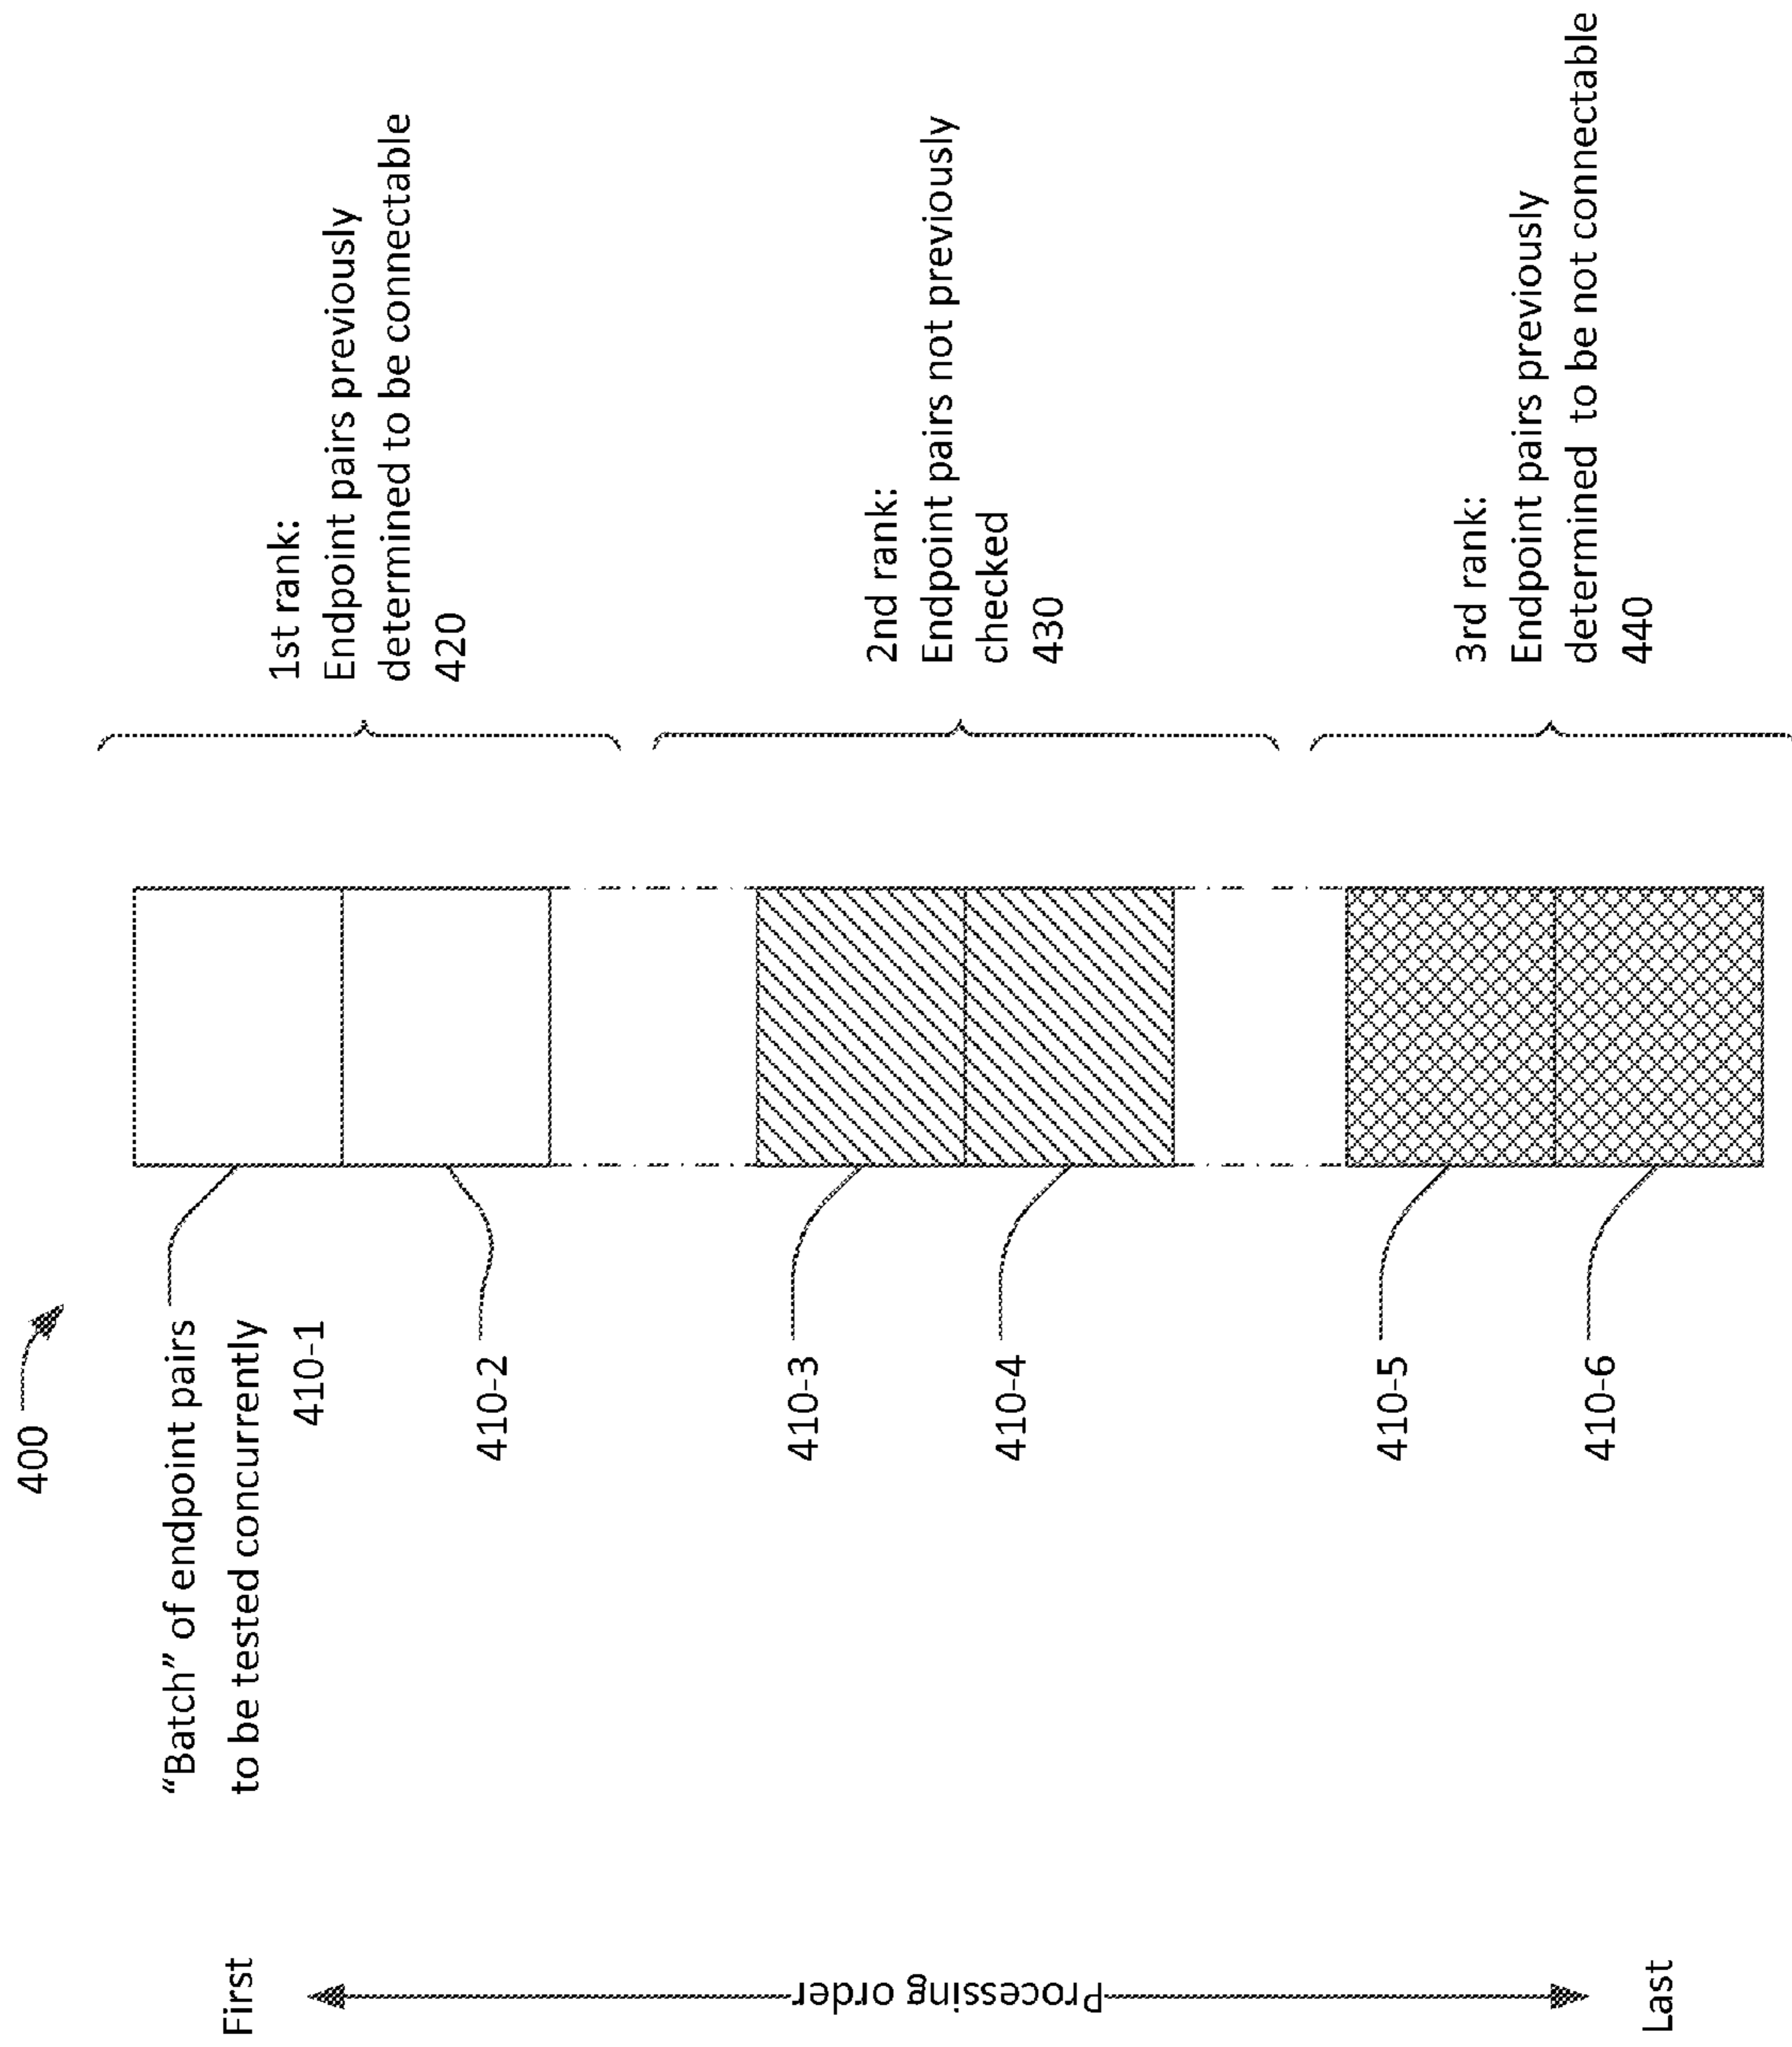 400
First
Processing order
Last
“Batch” of endpoint pairs
to be tested concurrently
410-1
410-2
410-3
410-4
410-5
410-6
1st rank:
Endpoint pairs previously
determined to be connectable
420
2nd rank:
Endpoint pairs not previously
checked
430
3rd rank:
Endpoint pairs previously
determined to be not connectable
440